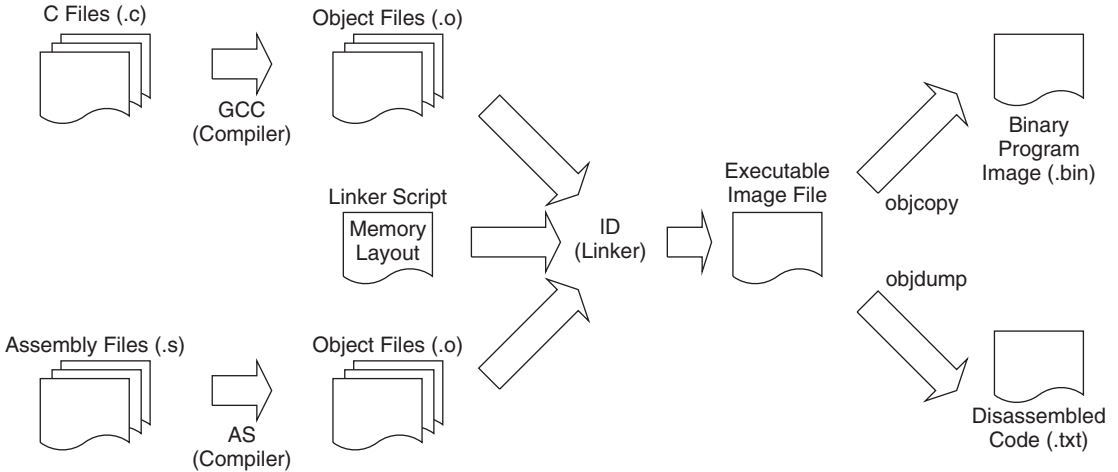 C Files (.c)
Object Files (.o)
GCC
(Compiler)
Binary
Program
Image (.bin)
Executable
Image File
objcopy
Linker Script
Memory
Layout
ID
(Linker)
objdump
Assembly Files (.s)
Object Files (.o)
AS
(Compiler)
Disassembled
Code (.txt)